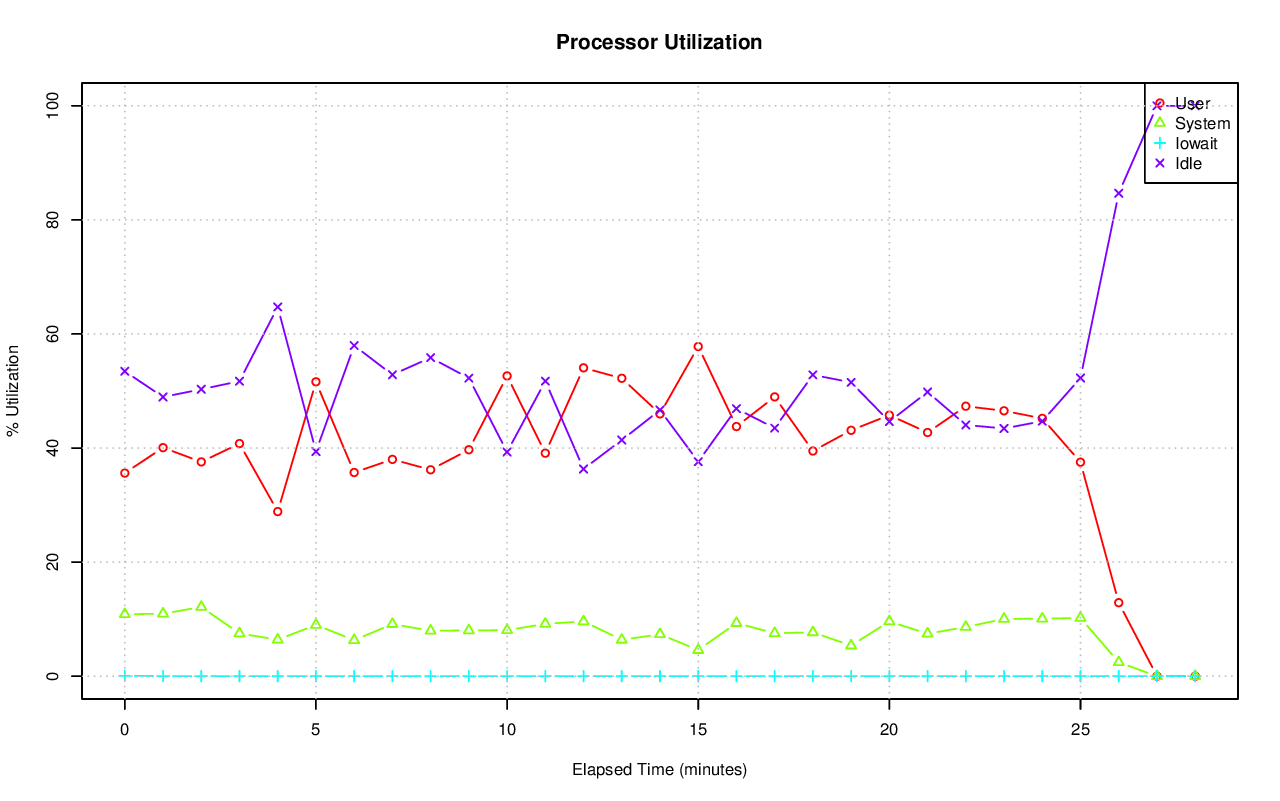 Processor Utilization
% Utilization
100
80
60
40
20
0
User
System
Iowait
Idle
0 5 10 15 20 25
Elapsed Time (minutes)